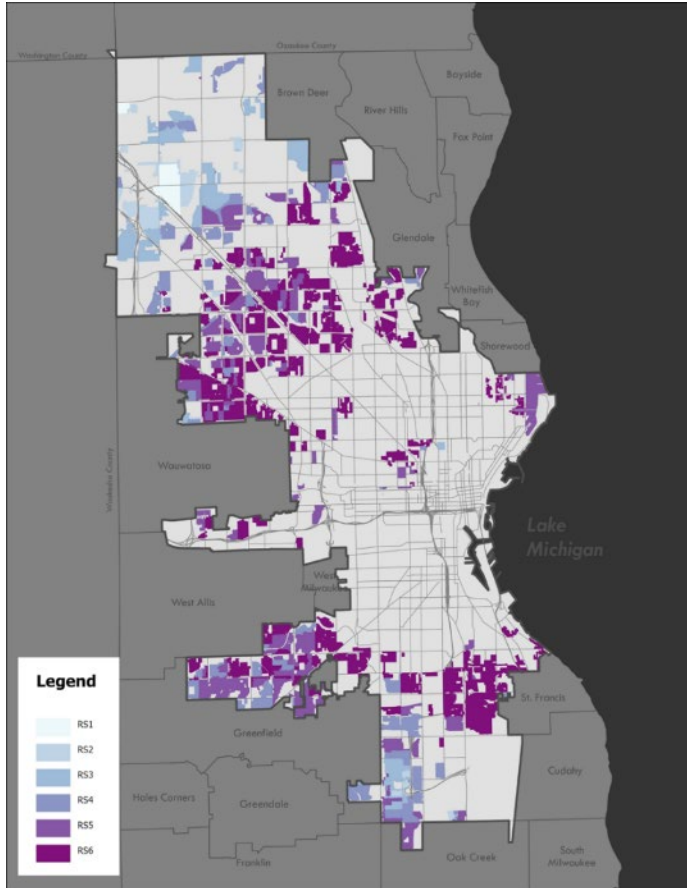 Ozaukee County
Washington County
Bayside
Brown Deer
River Hills
Fox Point
Glendale
Whitefish
Bay
Shorewood
Wauwatosa
Waukesha County
Lake
Michigan
West
Milwaukee
West Allis
Legend
RS1
RS2
RS3
RS4
RS5
RS6
St. Francis
Greenfield
Cudahy
Hales Corners
Greendale
Franklin
Oak Creek
South
Milwaukee